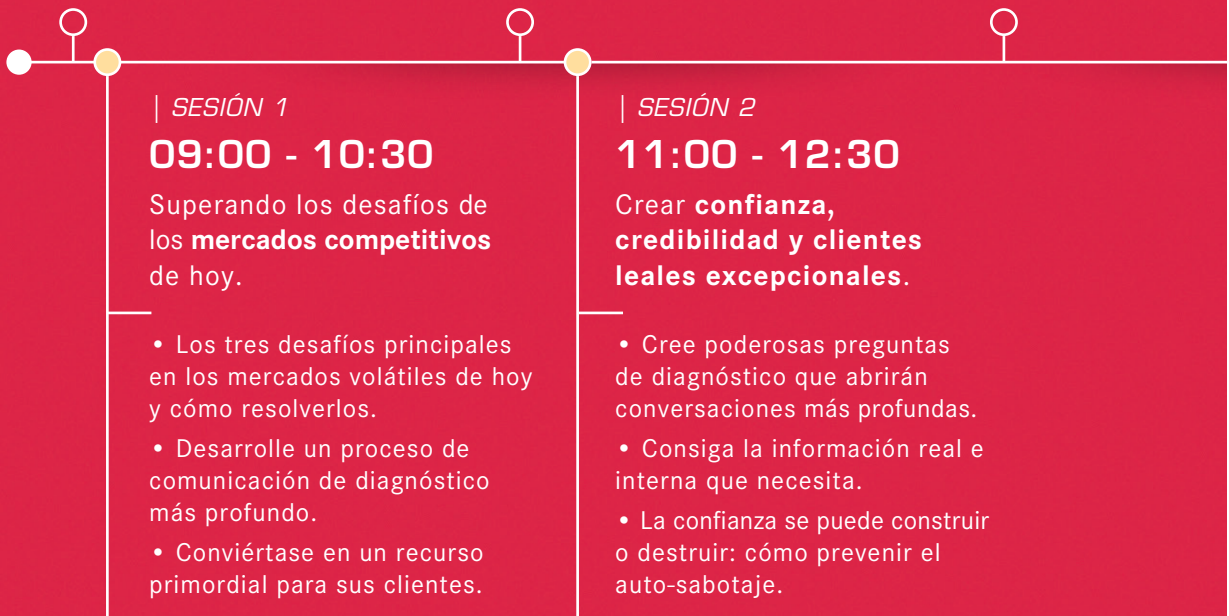 | SESIÓN 1
09:00 - 10:30
Superando los desafíos de
los mercados competitivos
de hoy.
• Los tres desafíos principales
en los mercados volátiles de hoy
y cómo resolverlos.
• Desarrolle un proceso de
comunicación de diagnóstico
más profundo.
• Conviértase en un recurso
primordial para sus clientes.
| SESIÓN 2
11:00 - 12:30
Crear confianza,
credibilidad y clientes
leales excepcionales.
• Cree poderosas preguntas
de diagnóstico que abrirán
conversaciones más profundas.
• Consiga la información real e
interna que necesita.
• La confianza se puede construir
o destruir: cómo prevenir el
auto-sabotaje.